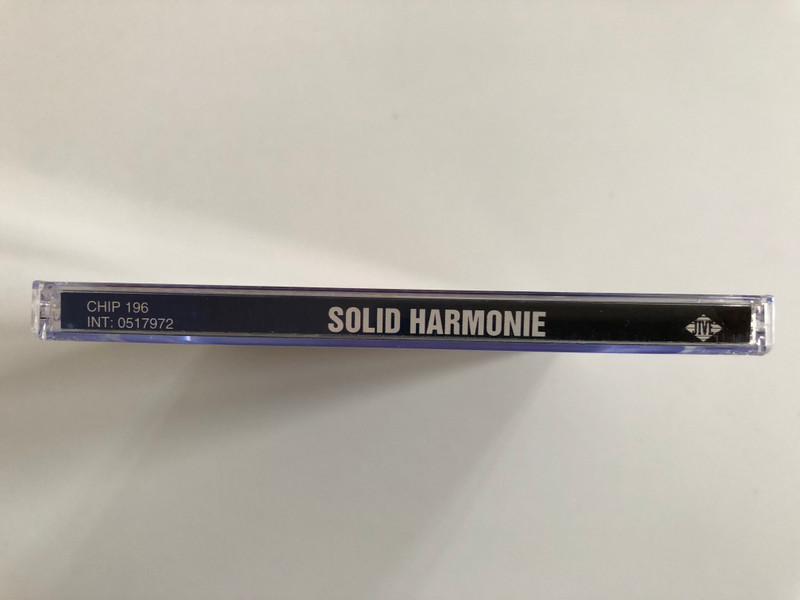 CHIP 196
INT: 0517972
SOLID HARMONIE
JIVE